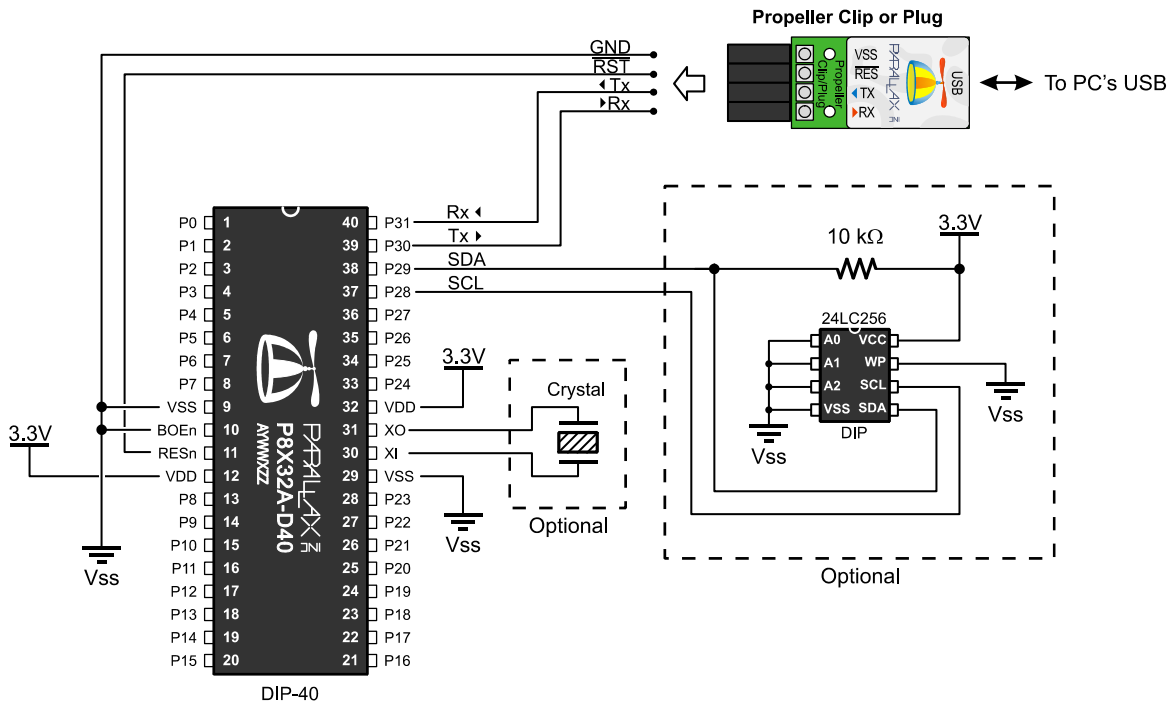 Propeller Clip or Plug
GND
RST
◂Tx
▸Rx
Propeller
Clip/Plug
VSS
RES
◂TX
▸RX
PARALLAX INC
USB
To PC's USB
P0 1 40 P31 Rx ◂
P1 2 39 P30 Tx ▸
P2 3 38 P29 SDA
P3 4 37 P28 SCL
P4 5 36 P27
P5 6 35 P26
P6 7 34 P25
P7 8 33 P24
VSS 9 32 VDD
BOEn 10 31 XO
RESn 11 30 XI
VDD 12 29 VSS
P8 13 28 P23
P9 14 27 P22
P10 15 26 P21
P11 16 25 P20
P12 17 24 P19
P13 18 23 P18
P14 19 22 P17
P15 20 21 P16
PARALLAX INC
P8X32A-D40
AYWWXZZ
DIP-40
3.3V
Vss
3.3V
Vss
Crystal
Optional
10 kΩ
3.3V
24LC256
A0 VCC
A1 WP
A2 SCL
VSS SDA
DIP
Vss
Vss
Optional